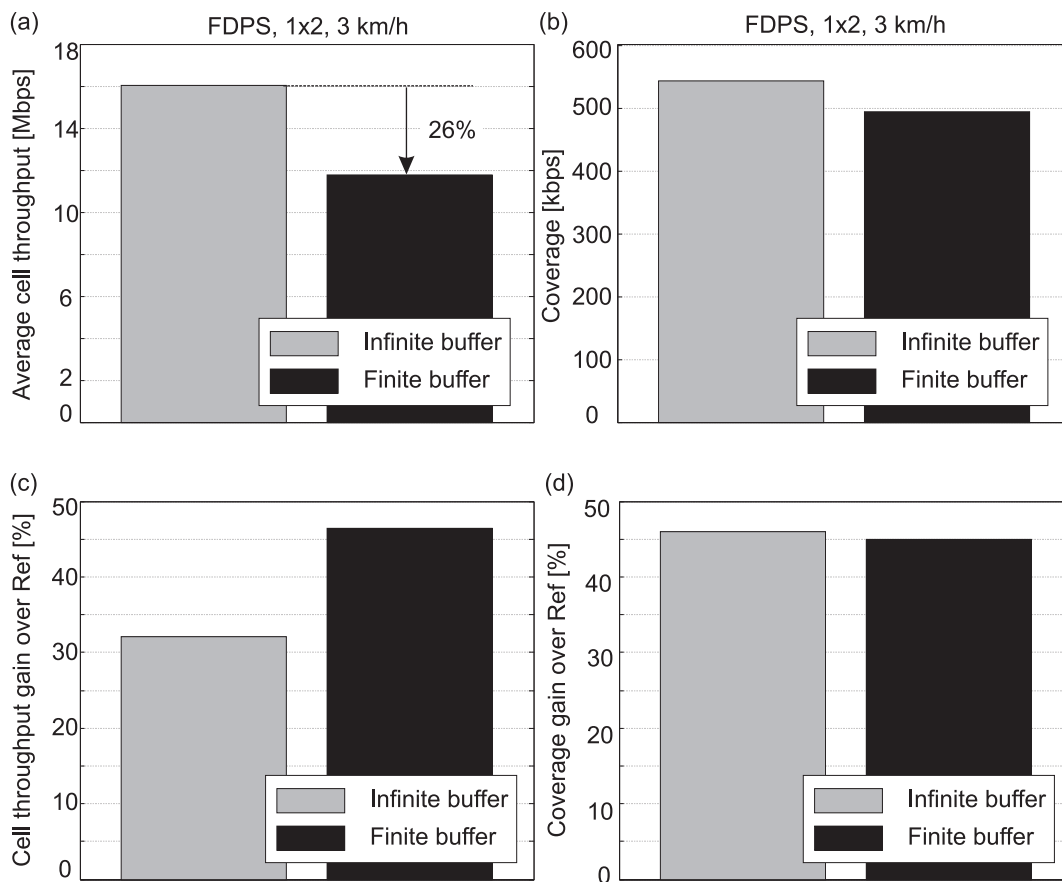 (a)
FDPS, 1x2, 3 km/h
Average cell throughput [Mbps]
18
14
10
6
2
0
26%
Infinite buffer
Finite buffer
(b)
FDPS, 1x2, 3 km/h
Coverage [kbps]
600
500
400
300
200
100
0
Infinite buffer
Finite buffer
(c)
Cell throughput gain over Ref [%]
50
40
30
20
10
0
Infinite buffer
Finite buffer
(d)
Coverage gain over Ref [%]
50
40
30
20
10
0
Infinite buffer
Finite buffer